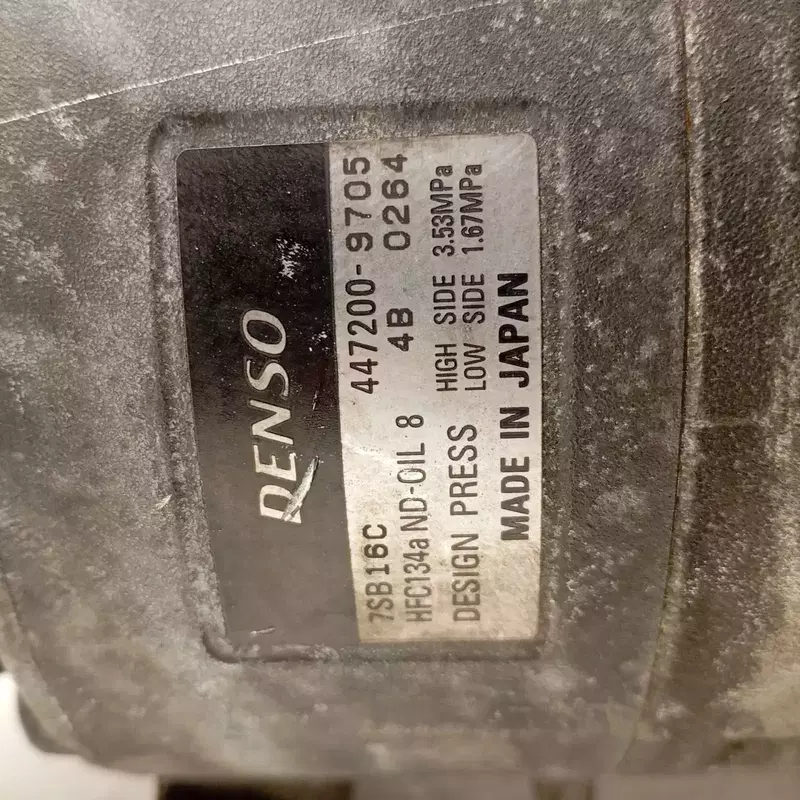 DENSO
7SB16C 447200-9705
HFC134a ND-OIL 8 4B 0264
DESIGN PRESS HIGH SIDE 3.53MPa
LOW SIDE 1.67MPa
MADE IN JAPAN